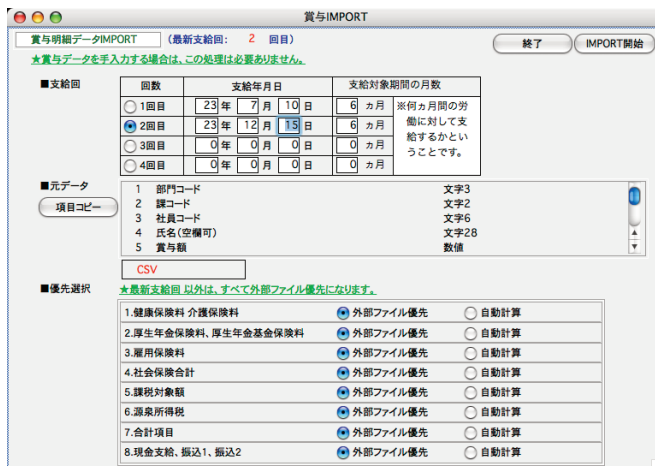 賞与IMPORT
賞与明細データIMPORT (最新支給回: 2 回目)
終了 IMPORT開始
★賞与データを手入力する場合は、この処理は必要ありません。
■支給回
回数 支給年月日 支給対象期間の月数
1回目 23 年 7 月 10 日 6 ヵ月
2回目 23 年 12 月 15 日 6 ヵ月
3回目 0 年 0 月 0 日 0 ヵ月
4回目 0 年 0 月 0 日 0 ヵ月
※何ヵ月間の労
働に対して支
給するかとい
うことです。
■元データ
項目コピー
1 部門コード 文字3
2 課コード 文字2
3 社員コード 文字6
4 氏名(空欄可) 文字28
5 賞与額 数値
CSV
■優先選択 ★最新支給回 以外は、すべて外部ファイル優先になります。
1.健康保険料 介護保険料 外部ファイル優先 自動計算
2.厚生年金保険料、厚生年金基金保険料 外部ファイル優先 自動計算
3.雇用保険料 外部ファイル優先 自動計算
4.社会保険合計 外部ファイル優先 自動計算
5.課税対象額 外部ファイル優先 自動計算
6.源泉所得税 外部ファイル優先 自動計算
7.合計項目 外部ファイル優先 自動計算
8.現金支給、振込1、振込2 外部ファイル優先 自動計算